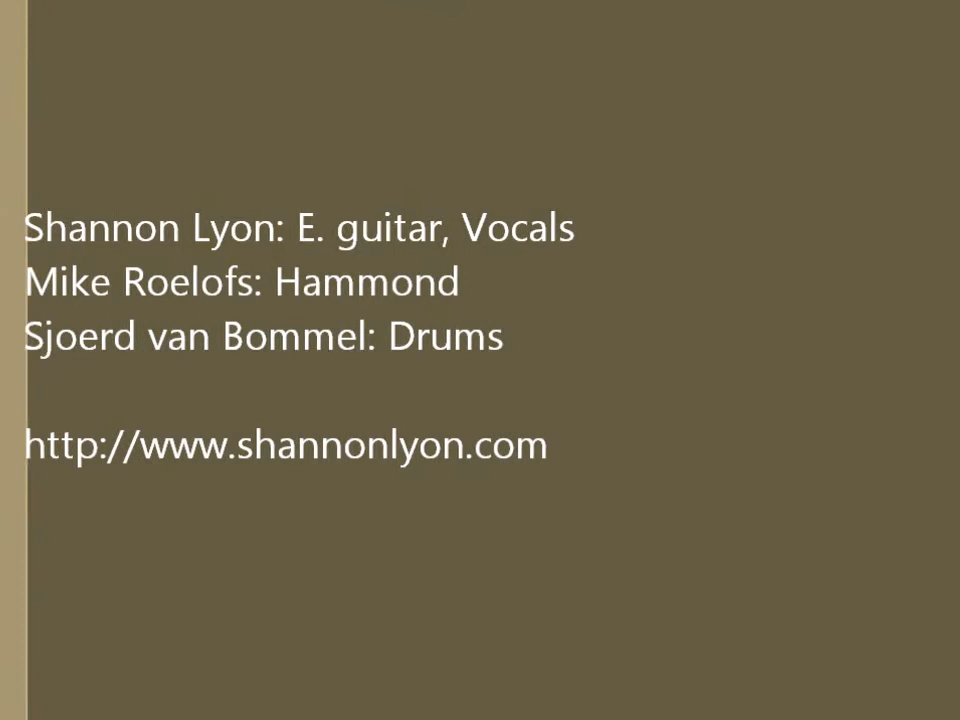 Shannon Lyon: E. guitar, Vocals
Mike Roelofs: Hammond
Sjoerd van Bommel: Drums
http://www.shannonlyon.com